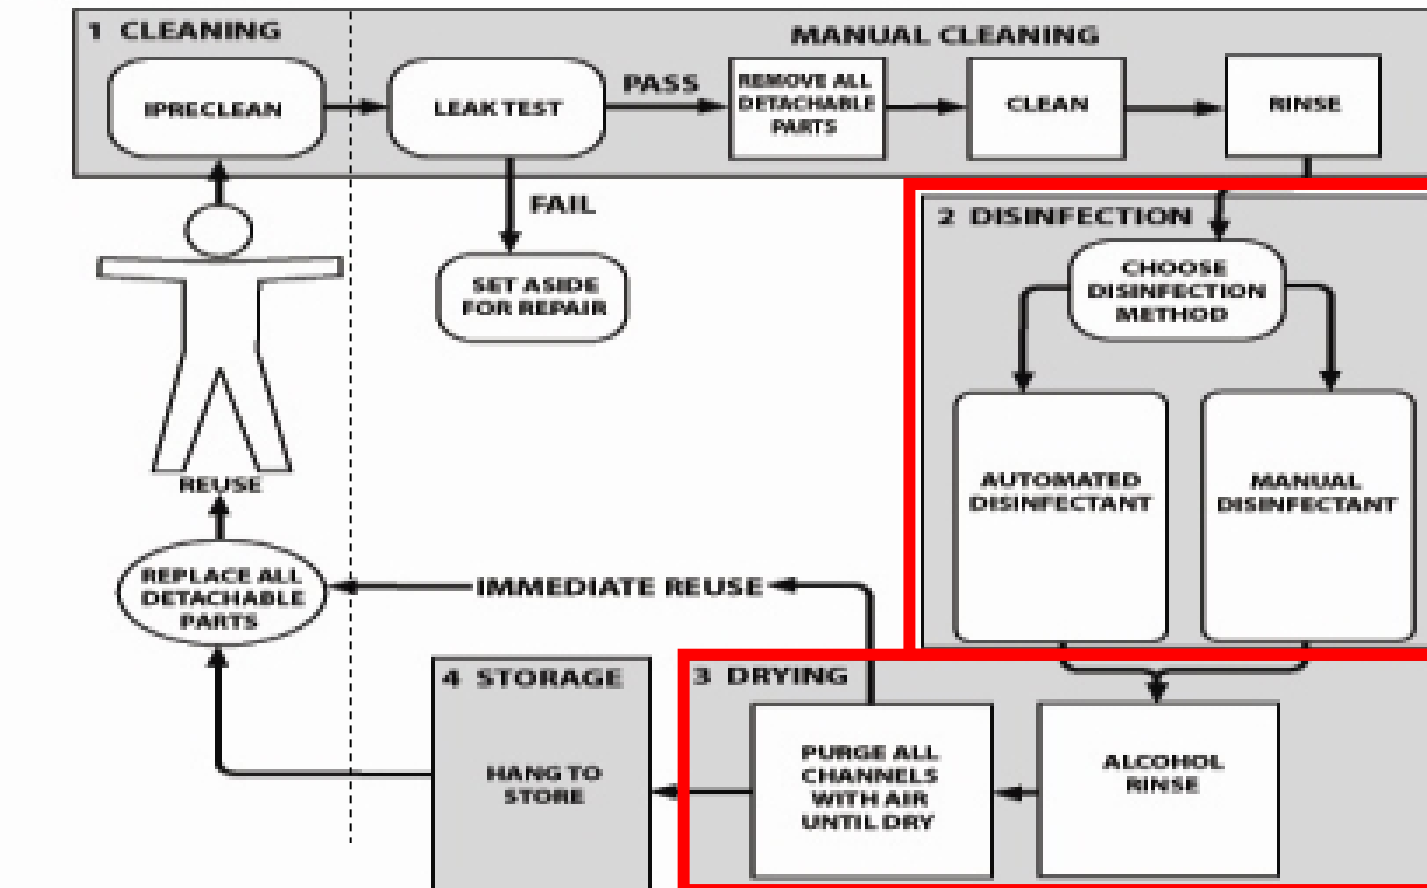 1 CLEANING
MANUAL CLEANING
IPRECLEAN
LEAK TEST
PASS
REMOVE ALL
DETACHABLE
PARTS
CLEAN
RINSE
FAIL
SET ASIDE
FOR REPAIR
2 DISINFECTION
CHOOSE
DISINFECTION
METHOD
AUTOMATED
DISINFECTANT
MANUAL
DISINFECTANT
REUSE
REPLACE ALL
DETACHABLE
PARTS
IMMEDIATE REUSE
4 STORAGE
HANG TO
STORE
3 DRYING
PURGE ALL
CHANNELS
WITH AIR
UNTIL DRY
ALCOHOL
RINSE